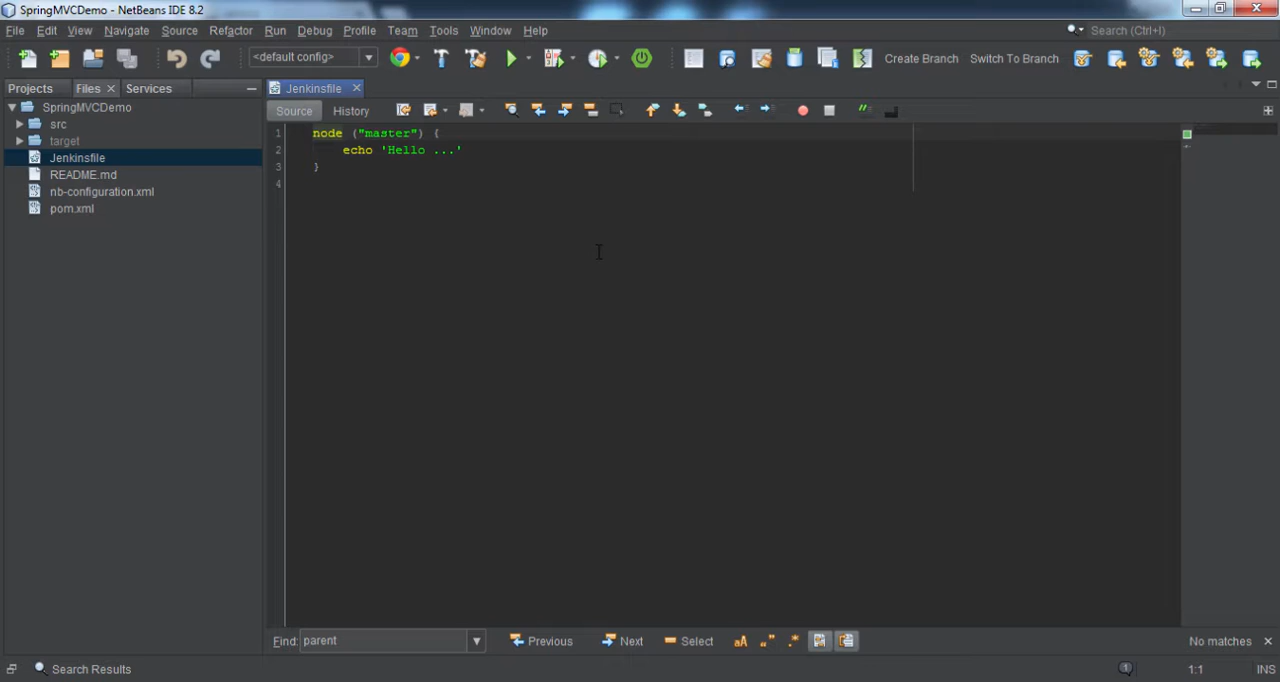 SpringMVCDemo - NetBeans IDE 8.2
File Edit View Navigate Source Refactor Run Debug Profile Team Tools Window Help Search (Ctrl+I)
<default config> Create Branch Switch To Branch
Projects Files Services Jenkinsfile
SpringMVCDemo Source History
src
target
Jenkinsfile
README.md
nb-configuration.xml
pom.xml
1 node ("master") {
2 echo 'Hello ...'
3 }
4
Find: parent Previous Next Select aA No matches
Search Results 1 1:1 INS